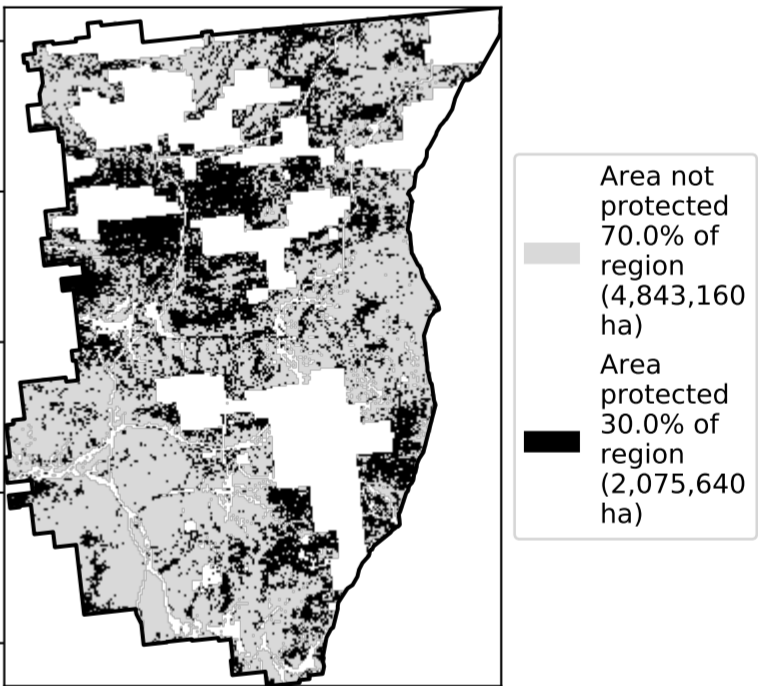 Area not
protected
70.0% of
region
(4,843,160
ha)
Area
protected
30.0% of
region
(2,075,640
ha)